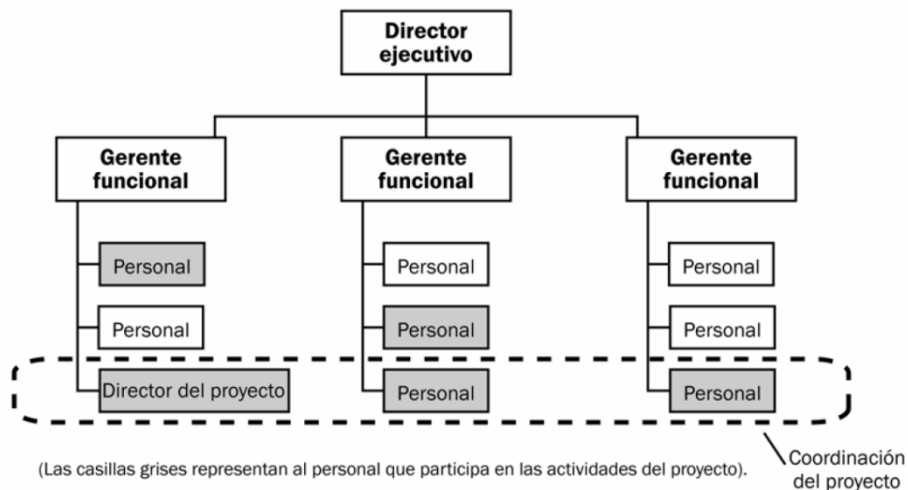 Director
ejecutivo
Gerente
funcional
Gerente
funcional
Gerente
funcional
Personal
Personal
Personal
Personal
Personal
Personal
Director del proyecto
Personal
Personal
(Las casillas grises representan al personal que participa en las actividades del proyecto).
Coordinación
del proyecto